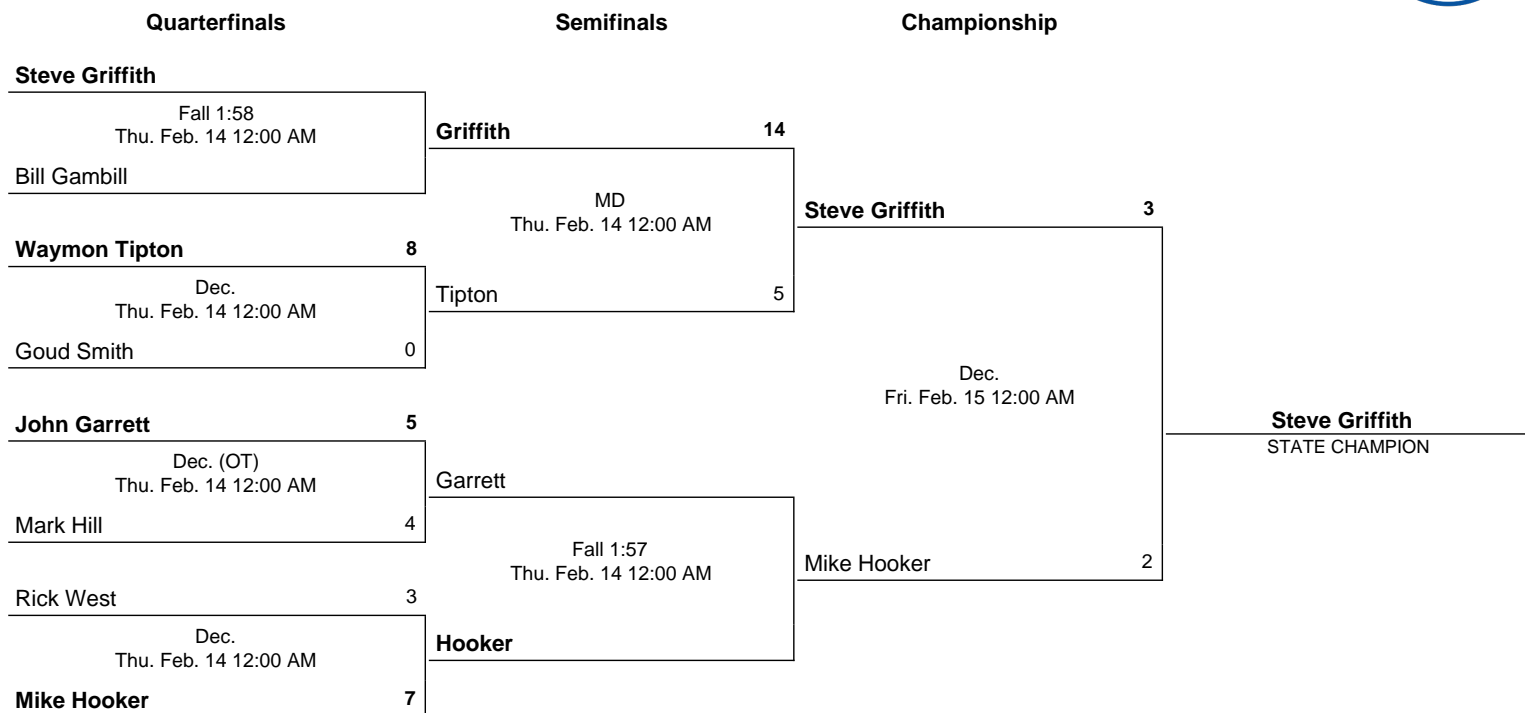 Quarterfinals Semifinals Championship
Steve Griffith
Fall 1:58
Thu. Feb. 14 12:00 AM
Bill Gambill
Waymon Tipton 8
Dec.
Thu. Feb. 14 12:00 AM
Goud Smith 0
John Garrett 5
Dec. (OT)
Thu. Feb. 14 12:00 AM
Mark Hill 4
Rick West 3
Dec.
Thu. Feb. 14 12:00 AM
Mike Hooker 7
Griffith 14
MD
Thu. Feb. 14 12:00 AM
Tipton 5
Garrett
Fall 1:57
Thu. Feb. 14 12:00 AM
Hooker
Steve Griffith 3
Dec.
Fri. Feb. 15 12:00 AM
Mike Hooker 2
Steve Griffith
STATE CHAMPION